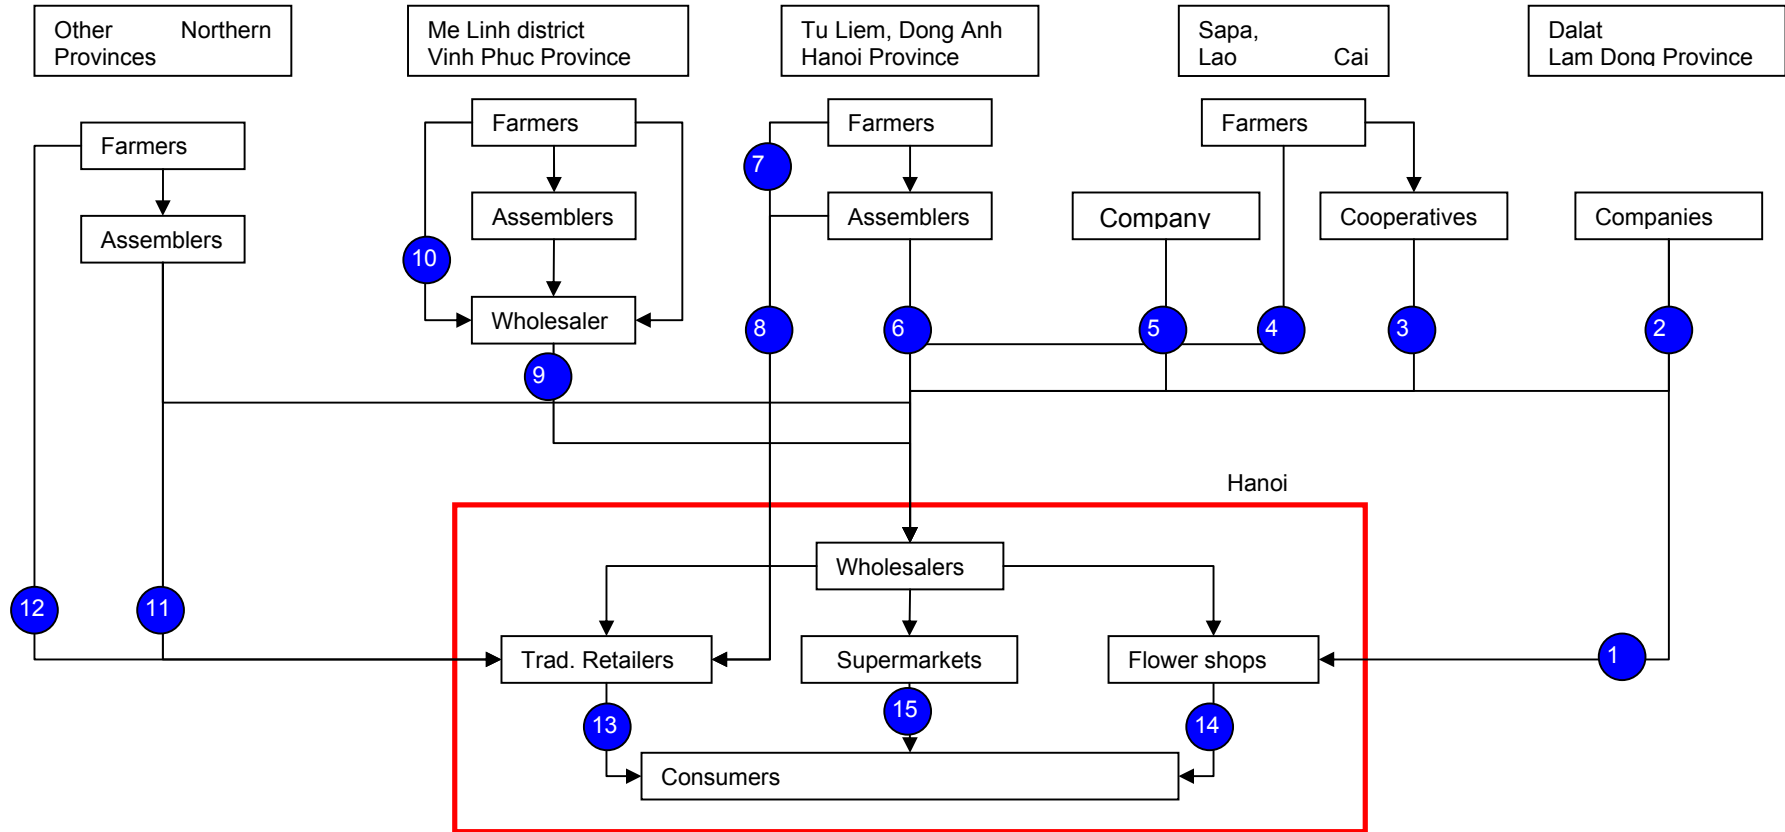 Other Northern
Provinces
Me Linh district
Vinh Phuc Province
Tu Liem, Dong Anh
Hanoi Province
Sapa,
Lao Cai
Dalat
Lam Dong Province
Farmers
Farmers
Farmers
Farmers
7
Assemblers
Assemblers
Assemblers
Company
Cooperatives
Companies
10
Wholesaler
8
6
5
4
3
2
9
Hanoi
Wholesalers
12
11
Trad. Retailers
Supermarkets
Flower shops
1
13
15
14
Consumers